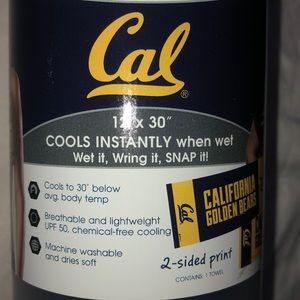 Cal
12 x 30"
COOLS INSTANTLY when wet
Wet it, Wring it, SNAP it!
Cools to 30° below
avg. body temp
Breathable and lightweight
UPF 50, chemical-free cooling
Machine washable
and dries soft
Cal
CALIFORNIA
GOLDEN BEARS
2-sided print
CONTAINS: 1 TOWEL